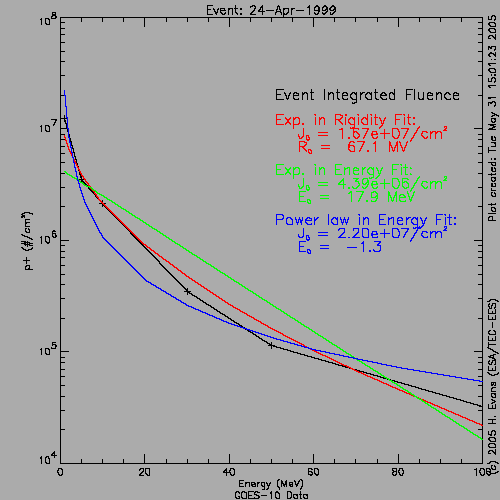 Event: 24-Apr-1999
10⁸
10⁷
10⁶
10⁵
10⁴
p+ (#/cm²)
Event Integrated Fluence
Exp. in Rigidity Fit:
J₀ = 1.67e+07/cm²
R₀ = 67.1 MV
Exp. in Energy Fit:
J₀ = 4.39e+06/cm²
E₀ = 17.9 MeV
Power law in Energy Fit:
J₀ = 2.20e+07/cm²
E₀ = -1.3
0 20 40 60 80 100
Energy (MeV)
GOES-10 Data
Plot created: Tue May 31 15:01:23 2005
(c) 2005 H. Evans (ESA/TEC-EES)